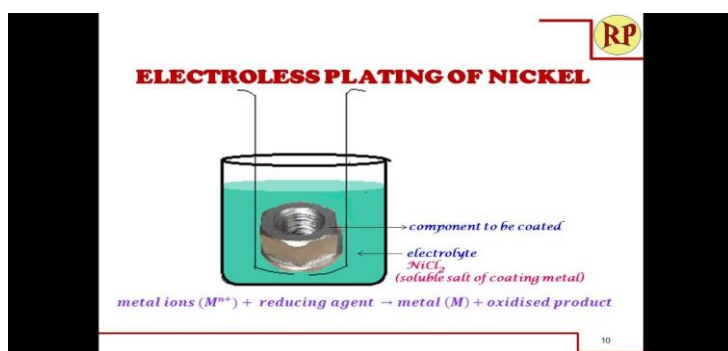 RP
ELECTROLESS PLATING OF NICKEL
component to be coated
electrolyte
NiCl₂
(soluble salt of coating metal)
metal ions (Mⁿ⁺) + reducing agent → metal (M) + oxidised product
10